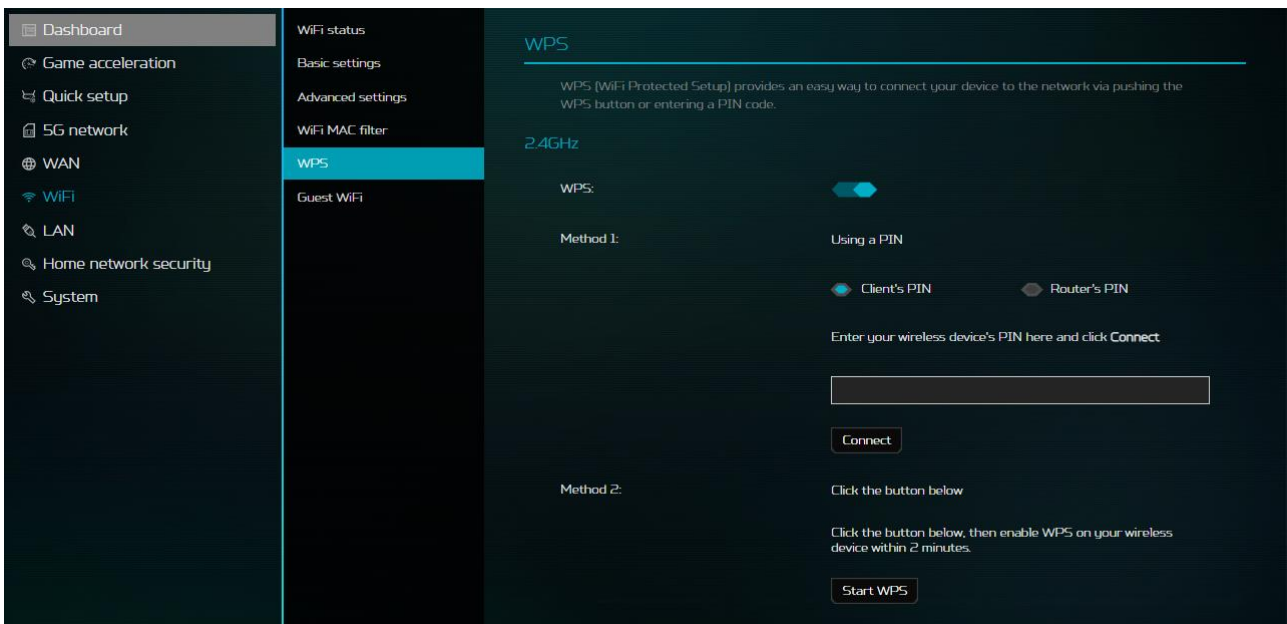 Dashboard
Game acceleration
Quick setup
5G network
WAN
WiFi
LAN
Home network security
System
WiFi status
Basic settings
Advanced settings
WiFi MAC filter
WPS
Guest WiFi
WPS
WPS (WiFi Protected Setup) provides an easy way to connect your device to the network via pushing the
WPS button or entering a PIN code.
2.4GHz
WPS:
Method 1:
Using a PIN
Client's PIN
Router's PIN
Enter your wireless device's PIN here and click Connect
Connect
Method 2:
Click the button below
Click the button below, then enable WPS on your wireless
device within 2 minutes.
Start WPS